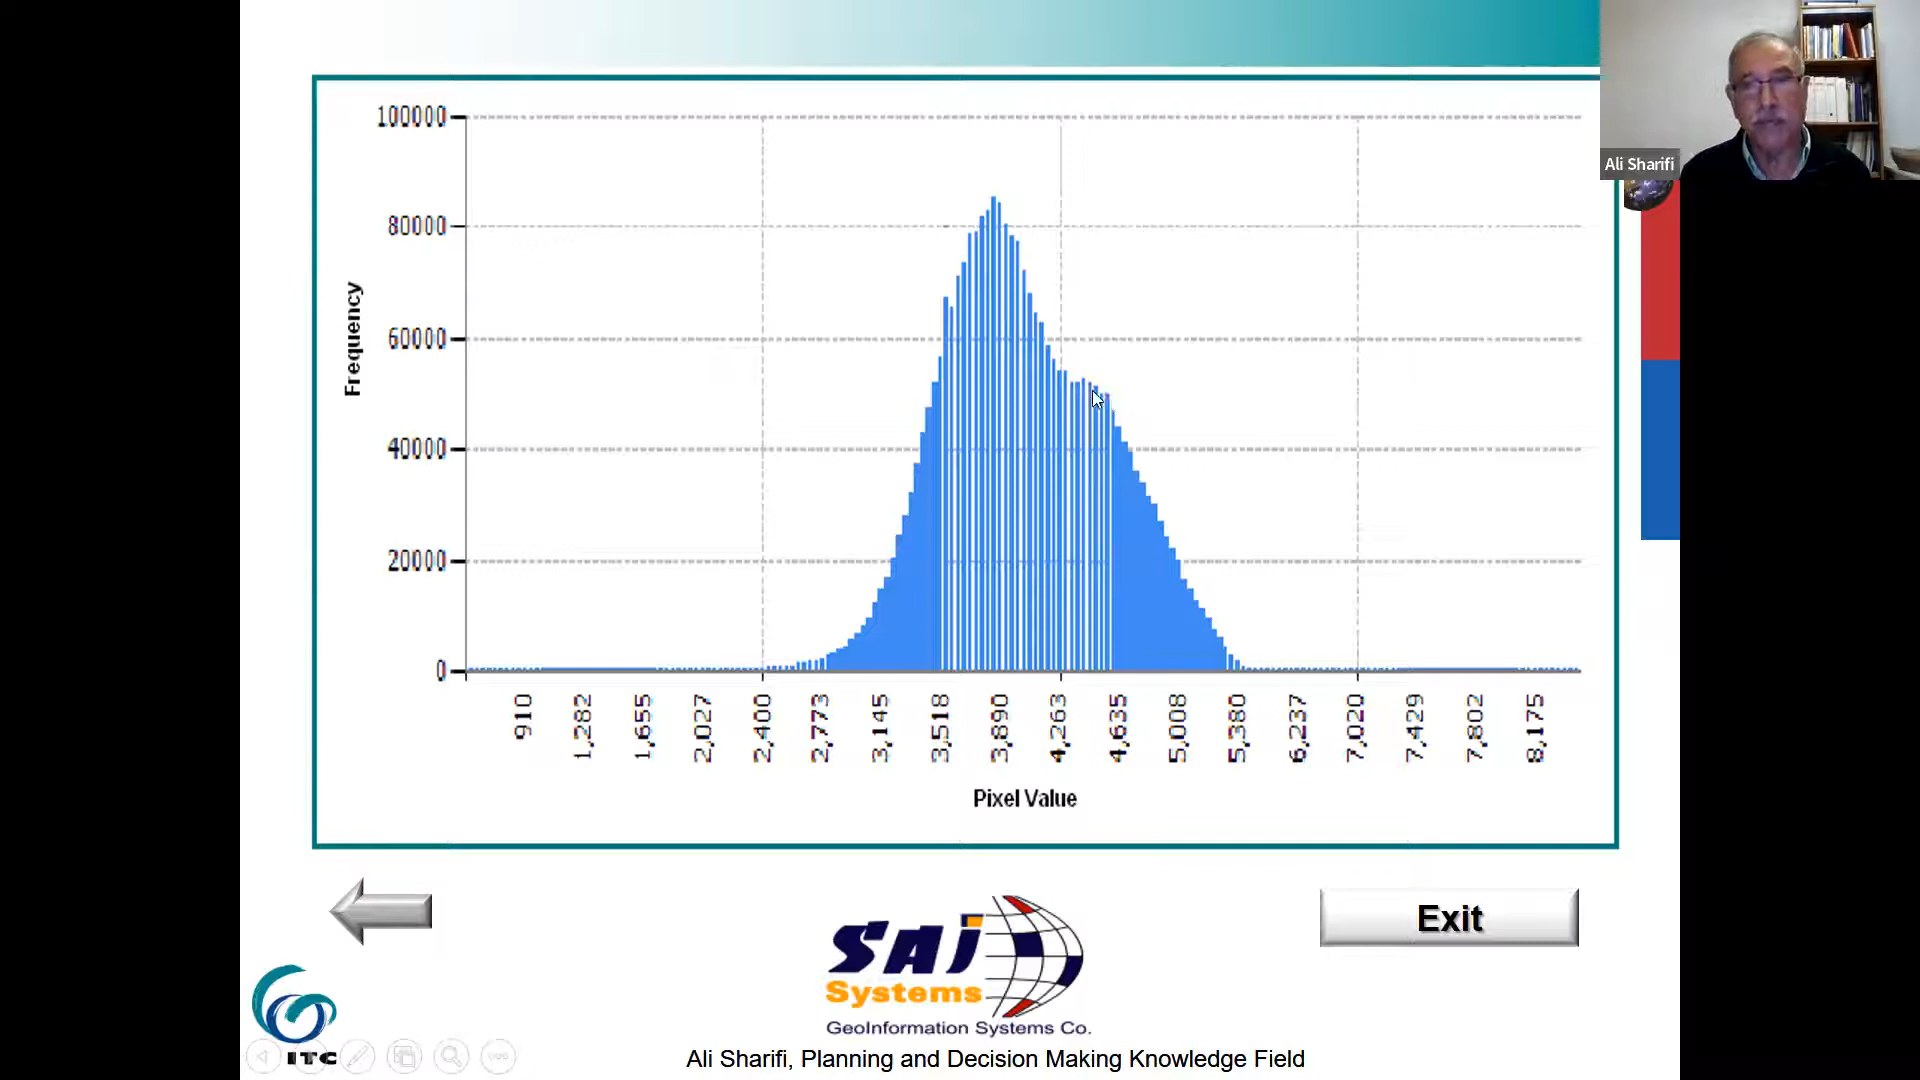 Ali Sharifi
100000
80000
60000
40000
20000
0
Frequency
910
1,282
1,655
2,027
2,400
2,773
3,145
3,518
3,890
4,263
4,635
5,008
5,380
6,237
7,020
7,429
7,802
8,175
Pixel Value
Exit
SAJ
Systems
GeoInformation Systems Co.
ITC
Ali Sharifi, Planning and Decision Making Knowledge Field